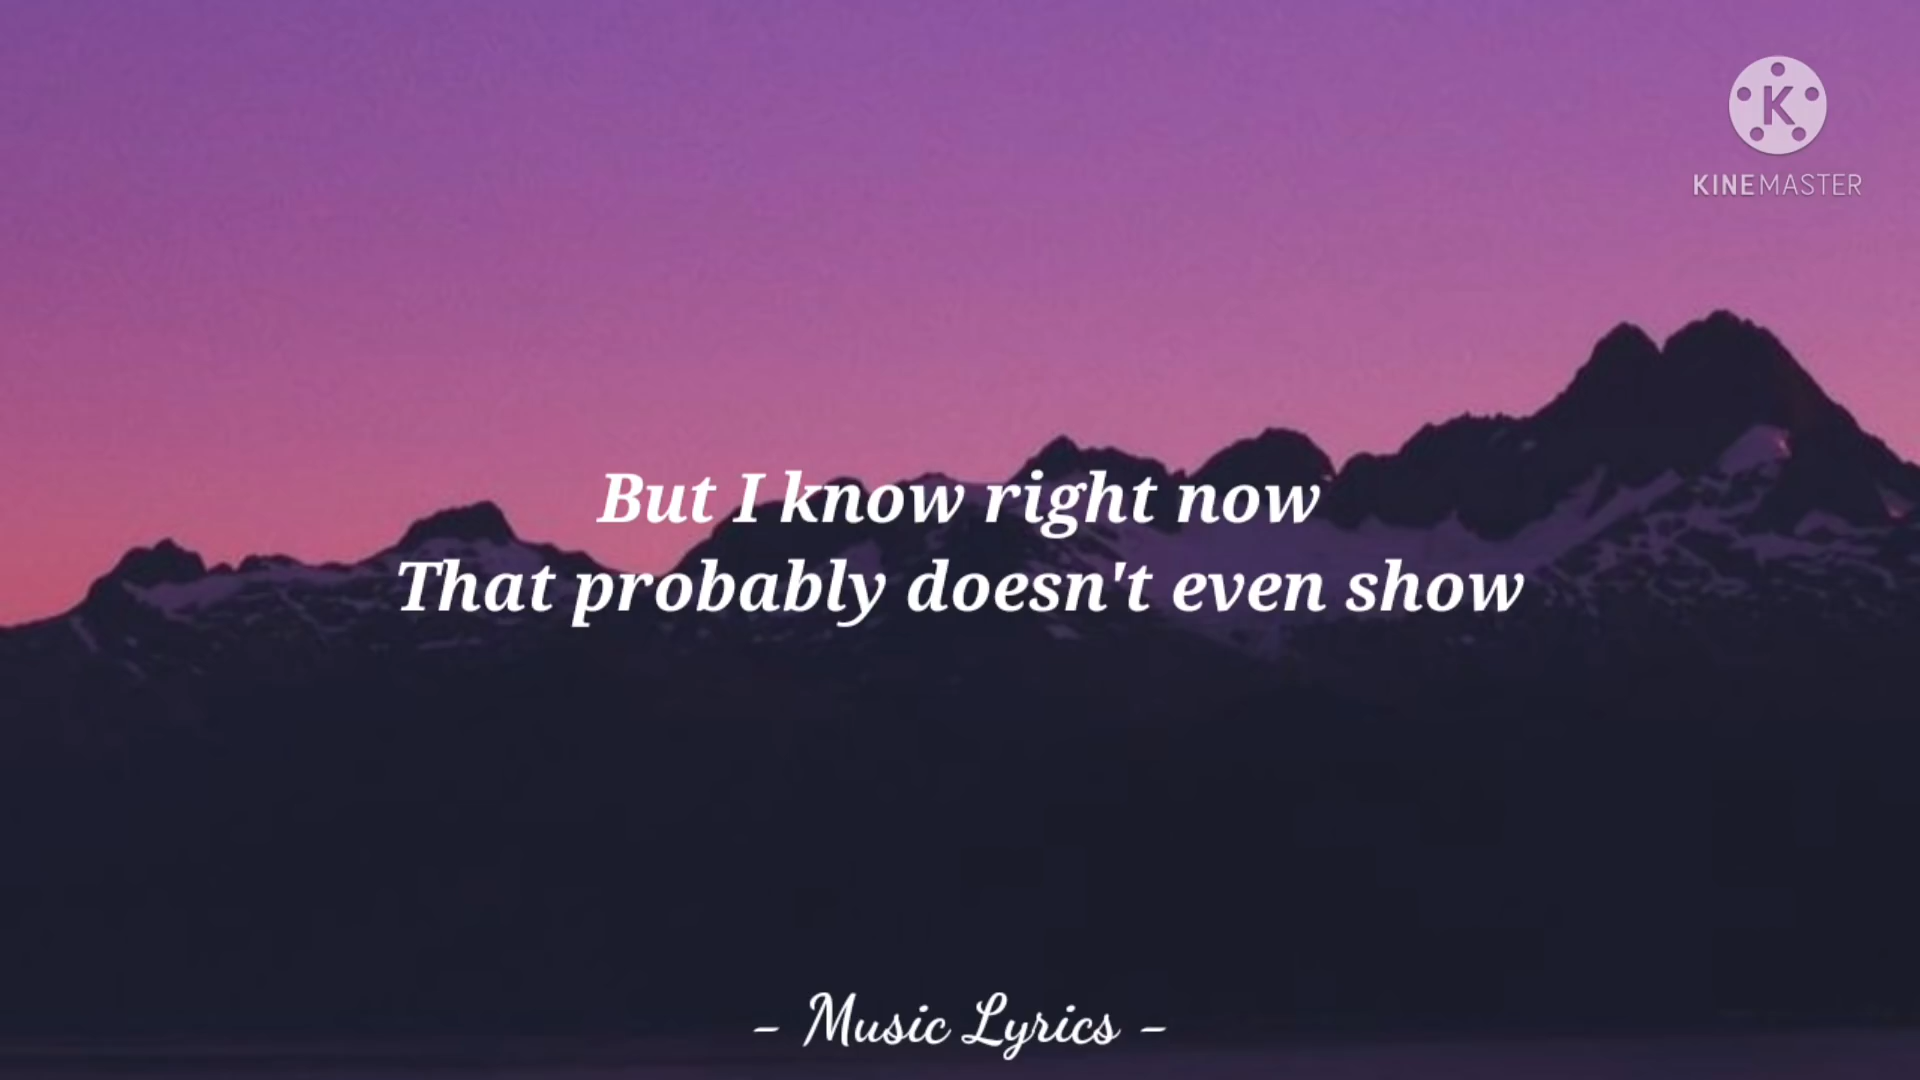 K
KINEMASTER
But I know right now
That probably doesn't even show
- Music Lyrics -